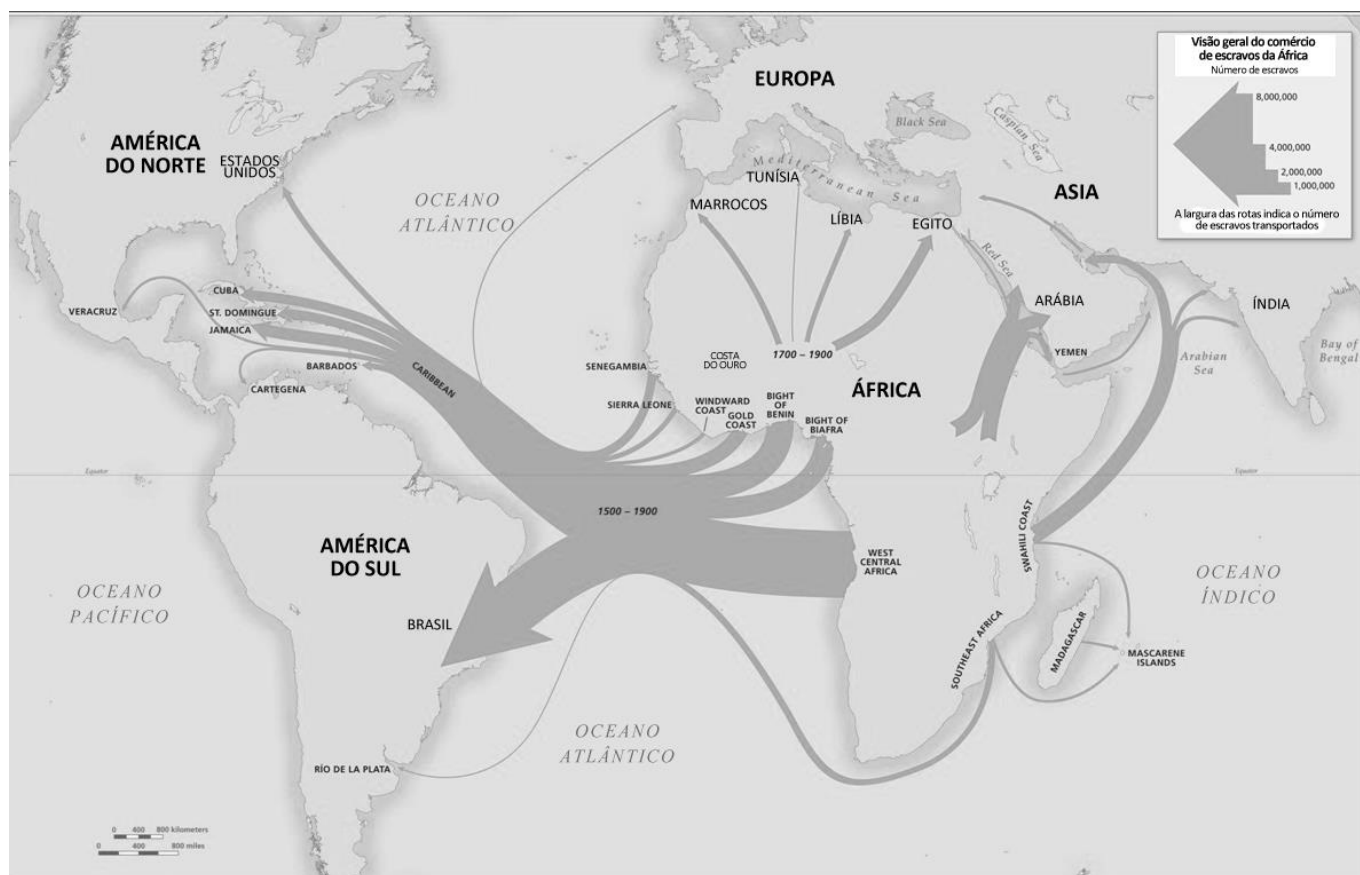 Visão geral do comércio
de escravos da África
Número de escravos
8,000,000
4,000,000
2,000,000
1,000,000
A largura das rotas indica o número
de escravos transportados
EUROPA
Black Sea
Caspian Sea
AMÉRICA
DO NORTE
ESTADOS
UNIDOS
OCEANO
ATLÂNTICO
Mediterranean Sea
TUNÍSIA
MARROCOS
LÍBIA
EGITO
ASIA
Red Sea
ARÁBIA
ÍNDIA
YEMEN
Arabian
Sea
Bay of
Bengal
CUBA
VERACRUZ
ST. DOMINGUE
JAMAICA
BARBADOS
CARTEGENA
CARIBBEAN
SENEGAMBIA
COSTA
DO OURO
1700 – 1900
ÁFRICA
SIERRA LEONE
WINDWARD
COAST
GOLD
COAST
BIGHT
OF
BENIN
BIGHT OF
BIAFRA
Equator
Equator
1500 – 1900
AMÉRICA
DO SUL
WEST
CENTRAL
AFRICA
SWAHILI COAST
OCEANO
PACÍFICO
OCEANO
ÍNDICO
BRASIL
SOUTHEAST AFRICA
MADAGASCAR
MASCARENE
ISLANDS
OCEANO
ATLÂNTICO
RÍO DE LA PLATA
0 400 800 kilometers
0 400 800 miles